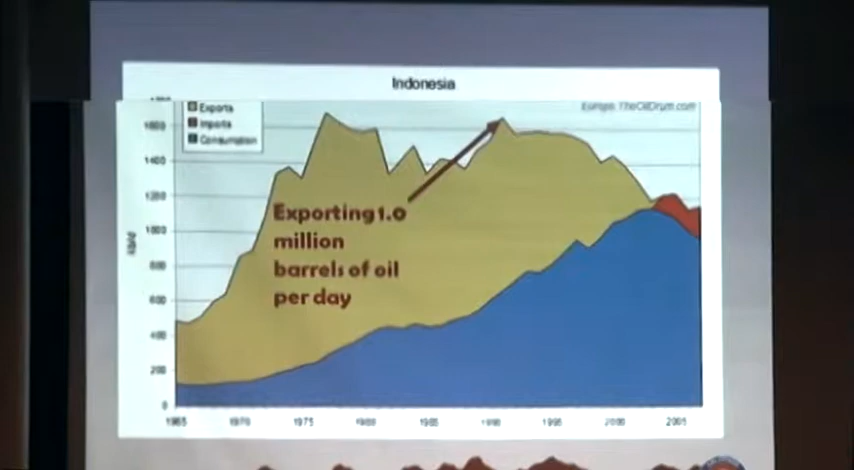 Indonesia
Exports
Imports
Consumption
Europe.TheOilDrum.com
1600
1400
1200
1000
800
600
400
200
0
Exporting 1.0
million
barrels of oil
per day
1965
1970
1975
1980
1985
1990
1995
2000
2005